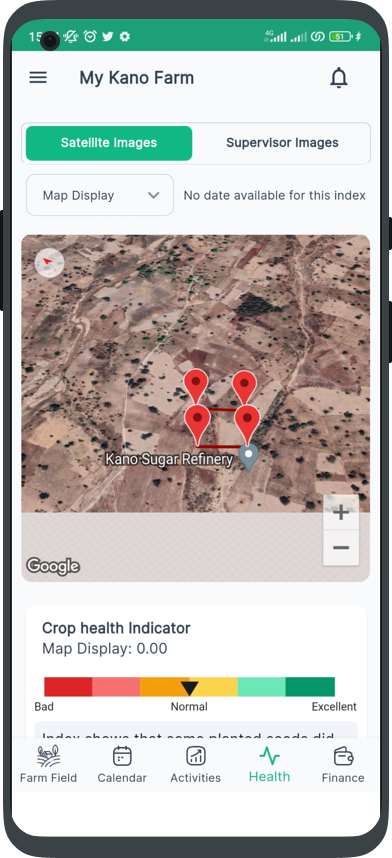 15
4G
51
My Kano Farm
Satellite Images
Supervisor Images
Map Display
No date available for this index
Kano Sugar Refinery
+
−
Google
Crop health Indicator
Map Display: 0.00
Bad
Normal
Excellent
Index shows that some planted seeds did
Farm Field
Calendar
Activities
Health
Finance